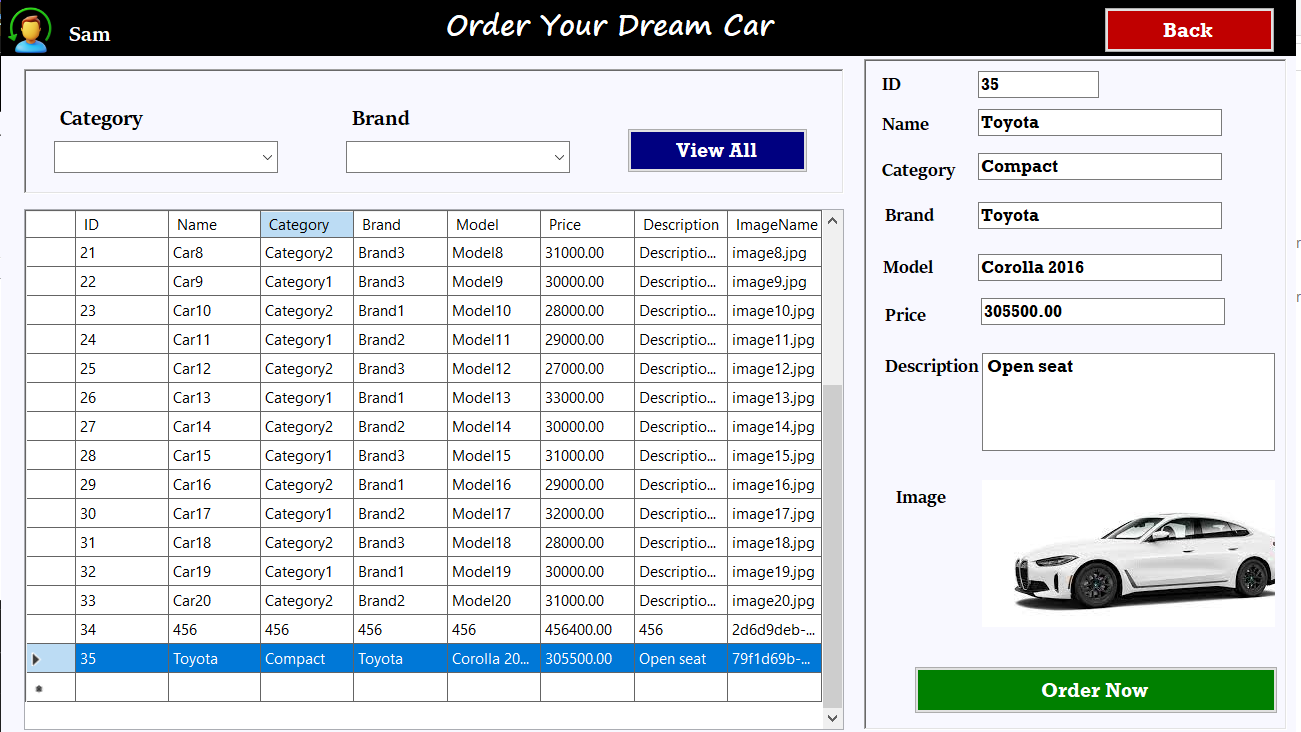 Sam
Order Your Dream Car
Back
Category
Brand
View All
ID Name Category Brand Model Price Description ImageName
21 Car8 Category2 Brand3 Model8 31000.00 Descriptio... image8.jpg
22 Car9 Category1 Brand3 Model9 30000.00 Descriptio... image9.jpg
23 Car10 Category2 Brand1 Model10 28000.00 Descriptio... image10.jpg
24 Car11 Category1 Brand2 Model11 29000.00 Descriptio... image11.jpg
25 Car12 Category2 Brand3 Model12 27000.00 Descriptio... image12.jpg
26 Car13 Category1 Brand1 Model13 33000.00 Descriptio... image13.jpg
27 Car14 Category2 Brand2 Model14 30000.00 Descriptio... image14.jpg
28 Car15 Category1 Brand3 Model15 31000.00 Descriptio... image15.jpg
29 Car16 Category2 Brand1 Model16 29000.00 Descriptio... image16.jpg
30 Car17 Category1 Brand2 Model17 32000.00 Descriptio... image17.jpg
31 Car18 Category2 Brand3 Model18 28000.00 Descriptio... image18.jpg
32 Car19 Category1 Brand1 Model19 30000.00 Descriptio... image19.jpg
33 Car20 Category2 Brand2 Model20 31000.00 Descriptio... image20.jpg
34 456 456 456 456 456400.00 456 2d6d9deb-...
35 Toyota Compact Toyota Corolla 20... 305500.00 Open seat 79f1d69b-...
ID 35
Name Toyota
Category Compact
Brand Toyota
Model Corolla 2016
Price 305500.00
Description Open seat
Image
Order Now